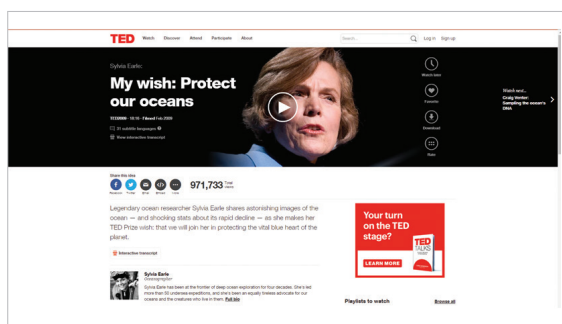 TED Watch Discover Attend Participate About Search... Log in Sign up
Sylvia Earle:
My wish: Protect
our oceans
TED2009 · 18:16 · Filmed Feb 2009
31 subtitle languages
View interactive transcript
Watch later
Favorite
Download
Rate
Watch next...
Craig Venter:
Sampling the ocean's
DNA
Share this idea
Facebook Twitter Email Embed More
971,733 Total views
Legendary ocean researcher Sylvia Earle shares astonishing images of the
ocean — and shocking stats about its rapid decline — as she makes her
TED Prize wish: that we will join her in protecting the vital blue heart of the
planet.
Interactive transcript
Sylvia Earle
Oceanographer
Sylvia Earle has been at the frontier of deep ocean exploration for four decades. She's led
more than 50 undersea expeditions, and she's been an equally tireless advocate for our
oceans and the creatures who live in them. Full bio
Your turn
on the TED
stage?
LEARN MORE
TED
TALKS
Playlists to watch Browse all